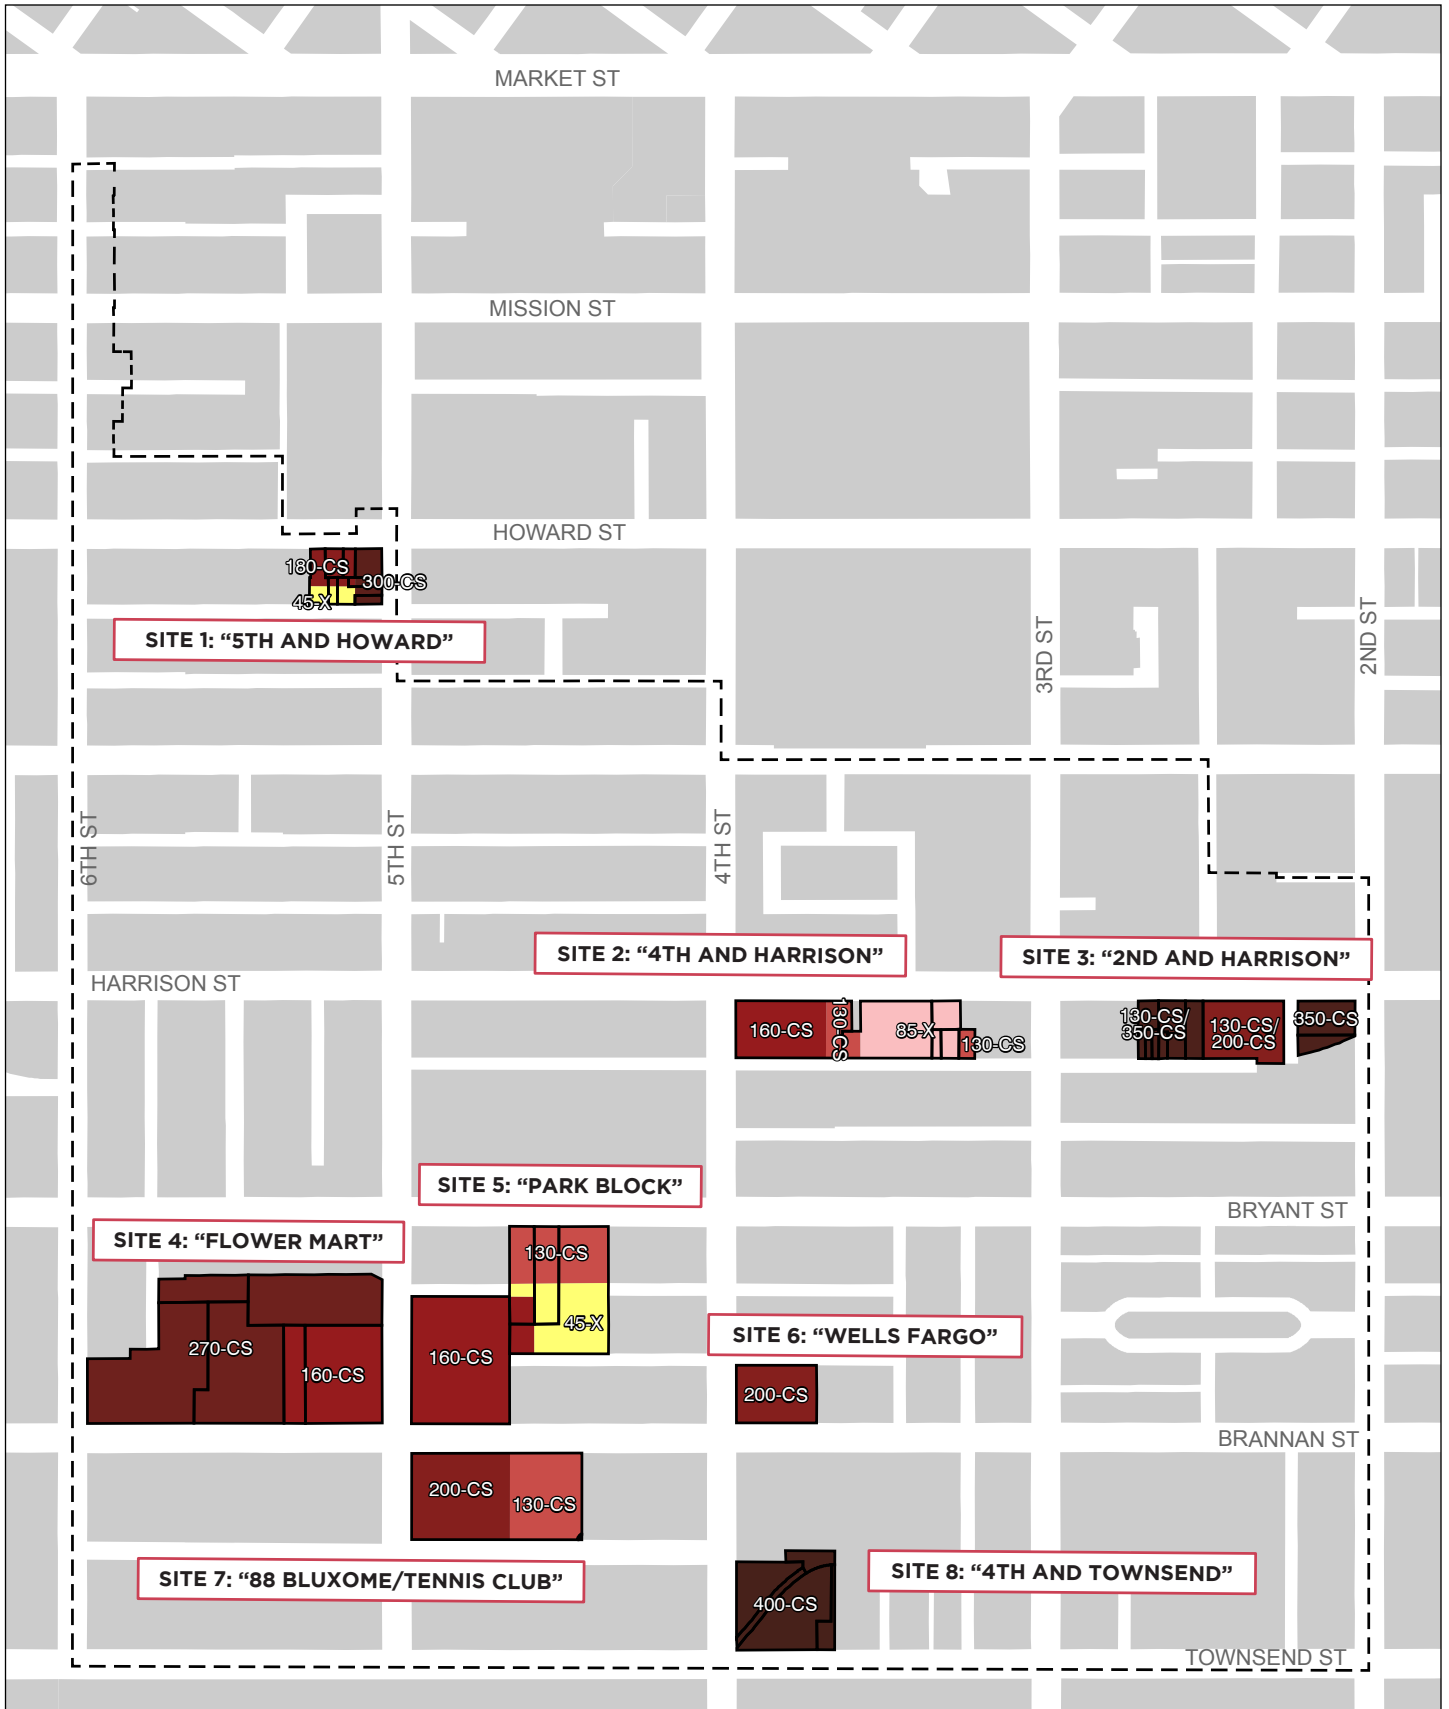 MARKET ST
MISSION ST
HOWARD ST
180-CS
300-CS
45-X
SITE 1: “5TH AND HOWARD”
3RD ST
2ND ST
6TH ST
5TH ST
4TH ST
SITE 2: “4TH AND HARRISON”
SITE 3: “2ND AND HARRISON”
HARRISON ST
160-CS
130-CS
85-X
130-CS
130-CS/
350-CS
130-CS/
200-CS
350-CS
SITE 5: “PARK BLOCK”
BRYANT ST
SITE 4: “FLOWER MART”
130-CS
45-X
270-CS
160-CS
160-CS
SITE 6: “WELLS FARGO”
200-CS
BRANNAN ST
200-CS
130-CS
SITE 7: “88 BLUXOME/TENNIS CLUB”
SITE 8: “4TH AND TOWNSEND”
400-CS
TOWNSEND ST